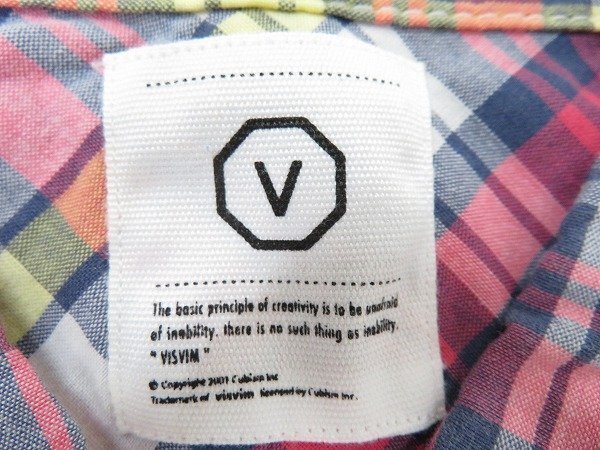 V
The basic principle of creativity is to be unafraid
of inability. there is no such thing as inability.
" VISVIM "
© Copyright 2001 Cubism Inc
Trademark of visvim licensed by Cubism Inc.